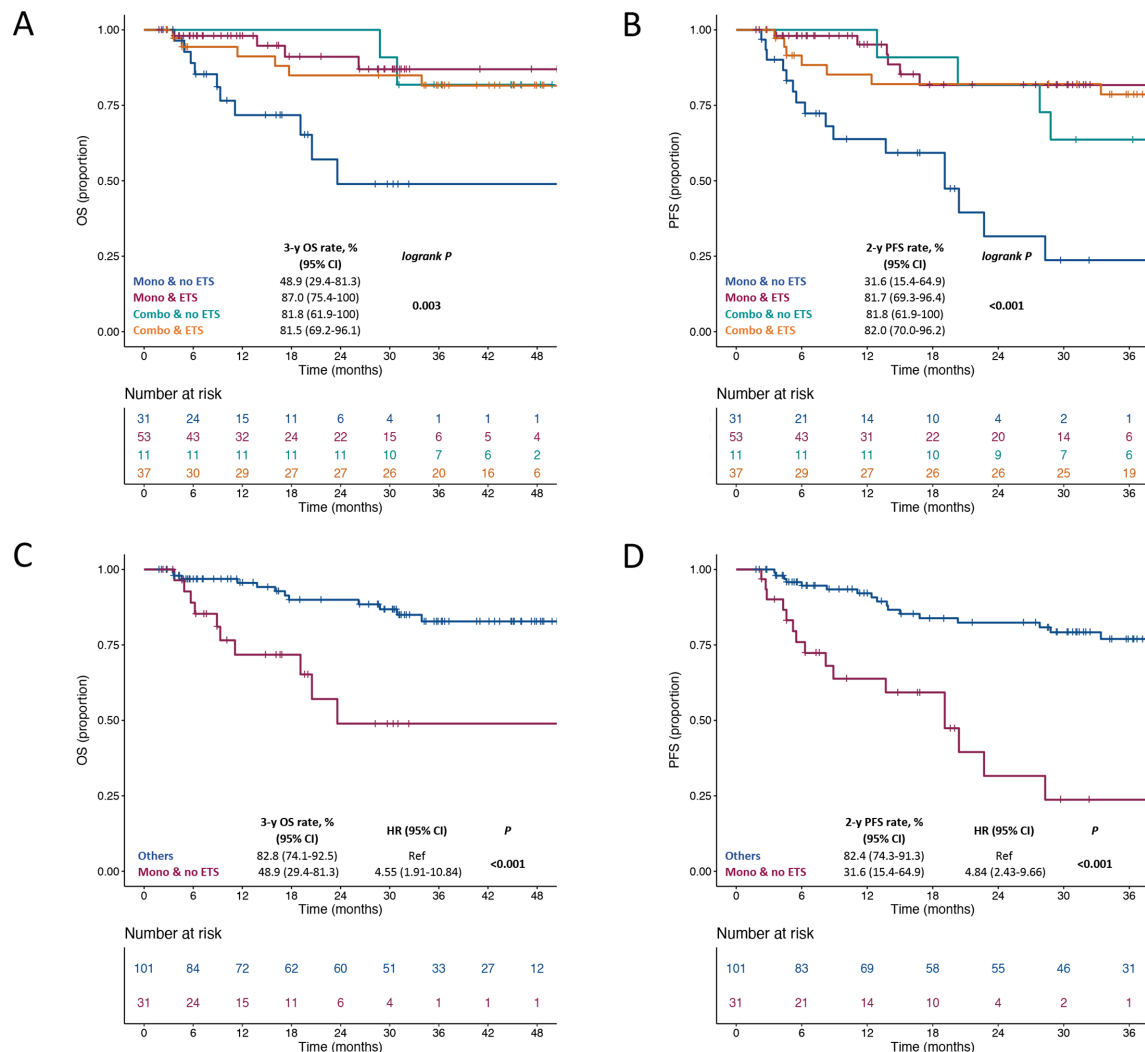 A
1.00
0.75
0.50
0.25
0.00
OS (proportion)
3-y OS rate, % (95% CI) logrank P
Mono & no ETS 48.9 (29.4-81.3)
Mono & ETS 87.0 (75.4-100)
0.003
Combo & no ETS 81.8 (61.9-100)
Combo & ETS 81.5 (69.2-96.1)
0 6 12 18 24 30 36 42 48
Time (months)
Number at risk
31 24 15 11 6 4 1 1 1
53 43 32 24 22 15 6 5 4
11 11 11 11 11 10 7 6 2
37 30 29 27 27 26 20 16 6
0 6 12 18 24 30 36 42 48
Time (months)
B
1.00
0.75
0.50
0.25
0.00
PFS (proportion)
2-y PFS rate, % (95% CI) logrank P
Mono & no ETS 31.6 (15.4-64.9)
Mono & ETS 81.7 (69.3-96.4)
<0.001
Combo & no ETS 81.8 (61.9-100)
Combo & ETS 82.0 (70.0-96.2)
0 6 12 18 24 30 36
Time (months)
Number at risk
31 21 14 10 4 2 1
53 43 31 22 20 14 6
11 11 11 10 9 7 6
37 29 27 26 26 25 19
0 6 12 18 24 30 36
Time (months)
C
1.00
0.75
0.50
0.25
0.00
OS (proportion)
3-y OS rate, % (95% CI) HR (95% CI) P
Others 82.8 (74.1-92.5) Ref
<0.001
Mono & no ETS 48.9 (29.4-81.3) 4.55 (1.91-10.84)
0 6 12 18 24 30 36 42 48
Time (months)
Number at risk
101 84 72 62 60 51 33 27 12
31 24 15 11 6 4 1 1 1
0 6 12 18 24 30 36 42 48
Time (months)
D
1.00
0.75
0.50
0.25
0.00
PFS (proportion)
2-y PFS rate, % (95% CI) HR (95% CI) P
Others 82.4 (74.3-91.3) Ref
<0.001
Mono & no ETS 31.6 (15.4-64.9) 4.84 (2.43-9.66)
0 6 12 18 24 30 36
Time (months)
Number at risk
101 83 69 58 55 46 31
31 21 14 10 4 2 1
0 6 12 18 24 30 36
Time (months)